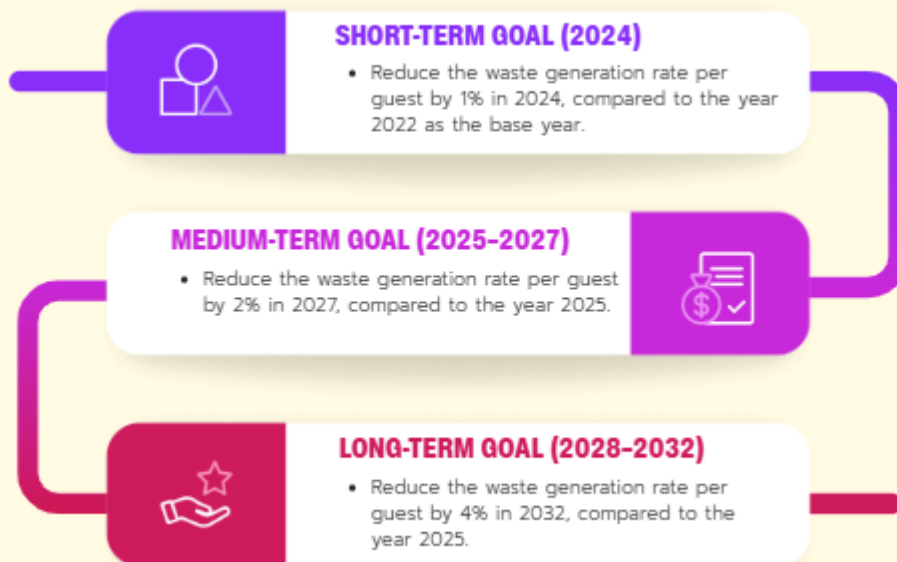 SHORT-TERM GOAL (2024)
• Reduce the waste generation rate per
guest by 1% in 2024, compared to the year
2022 as the base year.
MEDIUM-TERM GOAL (2025-2027)
• Reduce the waste generation rate per guest
by 2% in 2027, compared to the year 2025.
$
LONG-TERM GOAL (2028-2032)
• Reduce the waste generation rate per
guest by 4% in 2032, compared to the
year 2025.